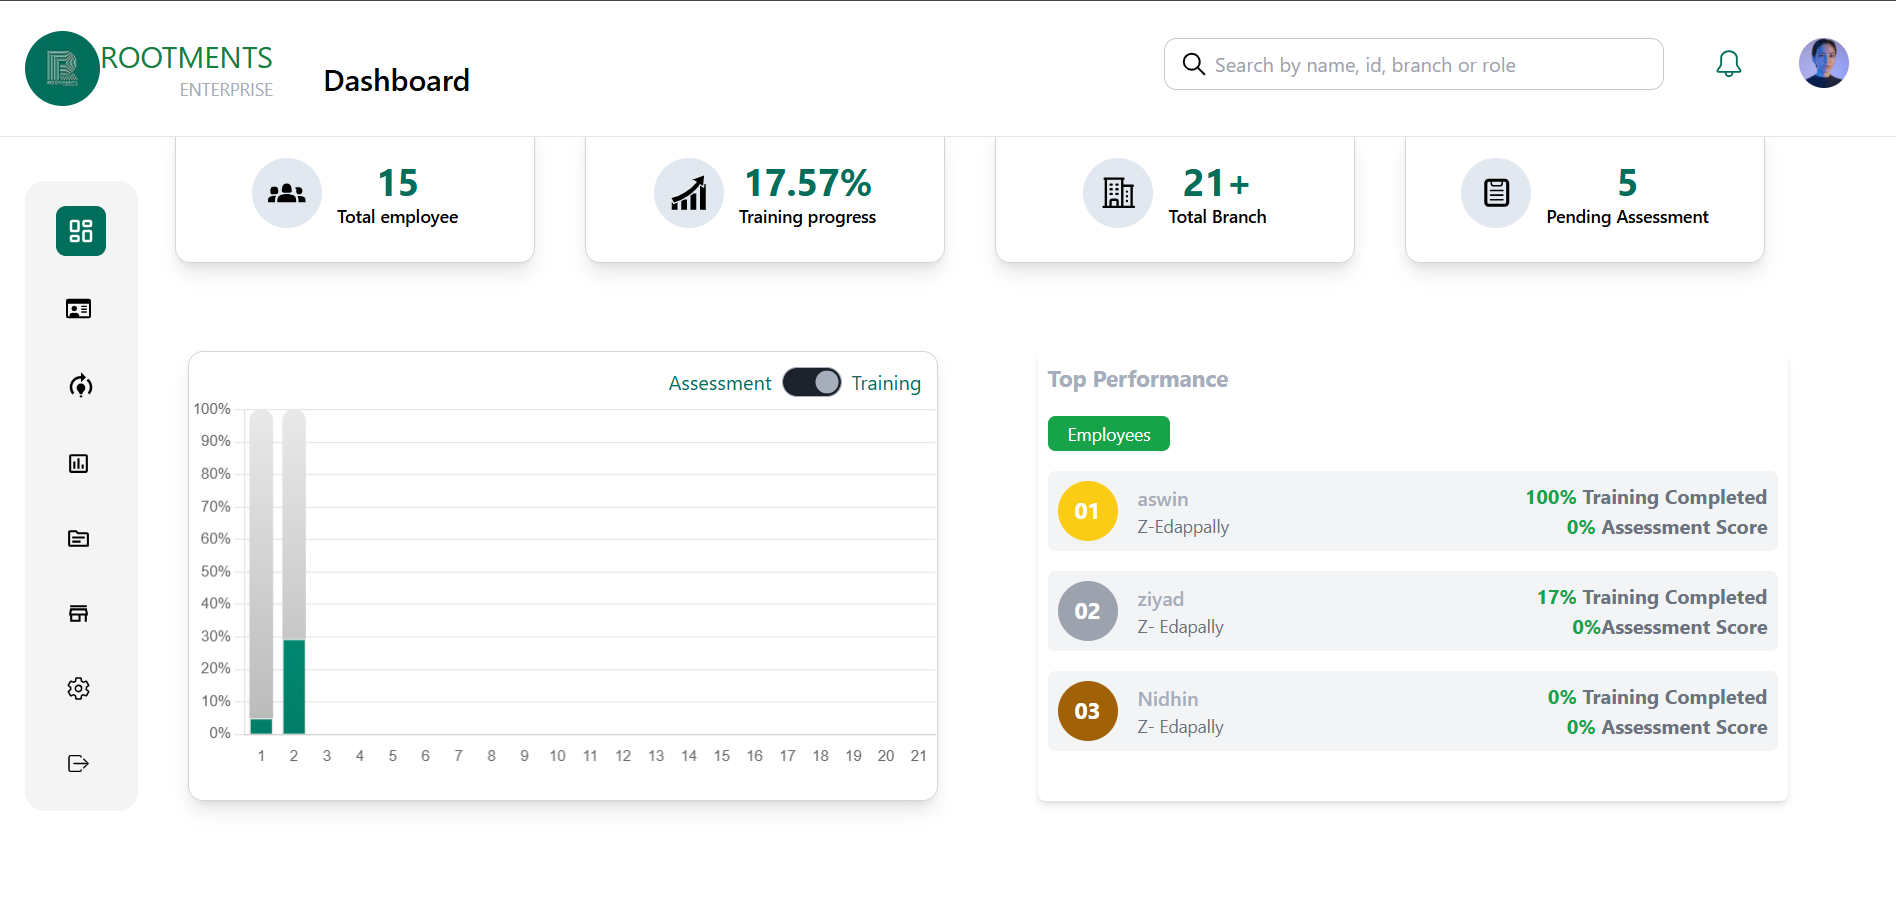 ROOTMENTS
ENTERPRISE
Dashboard
Search by name, id, branch or role
15
Total employee
17.57%
Training progress
21+
Total Branch
5
Pending Assessment
Assessment Training
100%
90%
80%
70%
60%
50%
40%
30%
20%
10%
0%
1 2 3 4 5 6 7 8 9 10 11 12 13 14 15 16 17 18 19 20 21
Top Performance
Employees
01
aswin
Z-Edappally
100% Training Completed
0% Assessment Score
02
ziyad
Z- Edapally
17% Training Completed
0%Assessment Score
03
Nidhin
Z- Edapally
0% Training Completed
0% Assessment Score